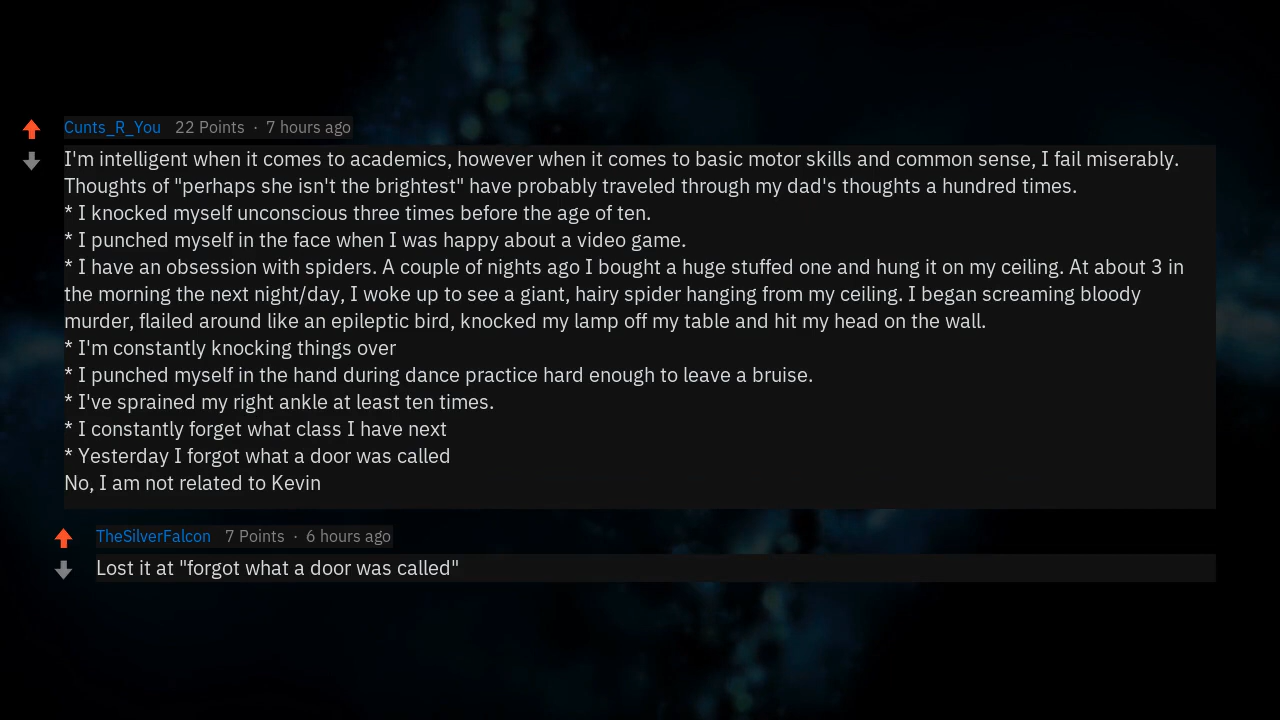 Cunts_R_You 22 Points · 7 hours ago
I'm intelligent when it comes to academics, however when it comes to basic motor skills and common sense, I fail miserably.
Thoughts of "perhaps she isn't the brightest" have probably traveled through my dad's thoughts a hundred times.
* I knocked myself unconscious three times before the age of ten.
* I punched myself in the face when I was happy about a video game.
* I have an obsession with spiders. A couple of nights ago I bought a huge stuffed one and hung it on my ceiling. At about 3 in
the morning the next night/day, I woke up to see a giant, hairy spider hanging from my ceiling. I began screaming bloody
murder, flailed around like an epileptic bird, knocked my lamp off my table and hit my head on the wall.
* I'm constantly knocking things over
* I punched myself in the hand during dance practice hard enough to leave a bruise.
* I've sprained my right ankle at least ten times.
* I constantly forget what class I have next
* Yesterday I forgot what a door was called
No, I am not related to Kevin
TheSilverFalcon 7 Points · 6 hours ago
Lost it at "forgot what a door was called"